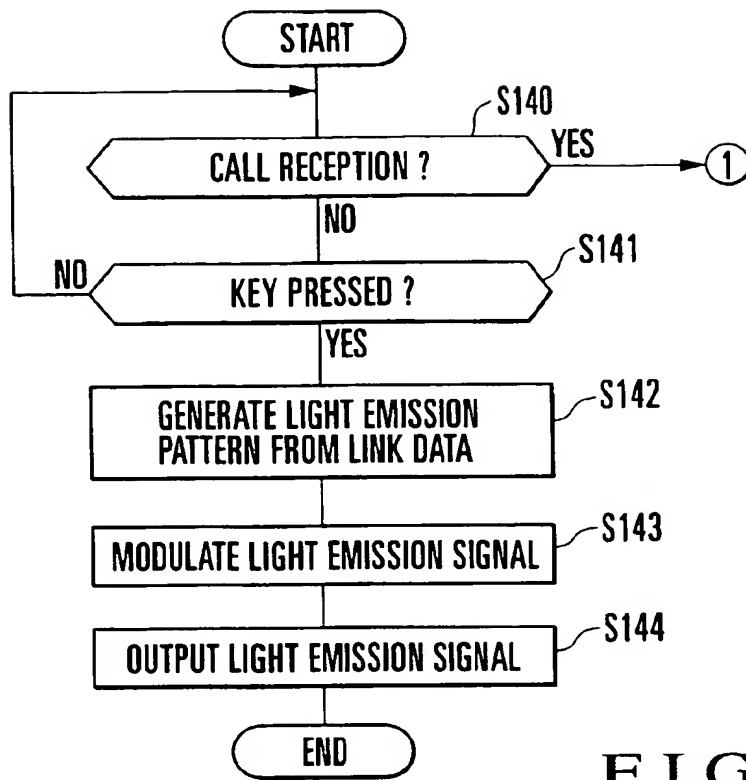 START
S140
CALL RECEPTION ?
YES
1
NO
S141
NO
KEY PRESSED ?
YES
S142
GENERATE LIGHT EMISSION
PATTERN FROM LINK DATA
S143
MODULATE LIGHT EMISSION SIGNAL
S144
OUTPUT LIGHT EMISSION SIGNAL
END
FIG